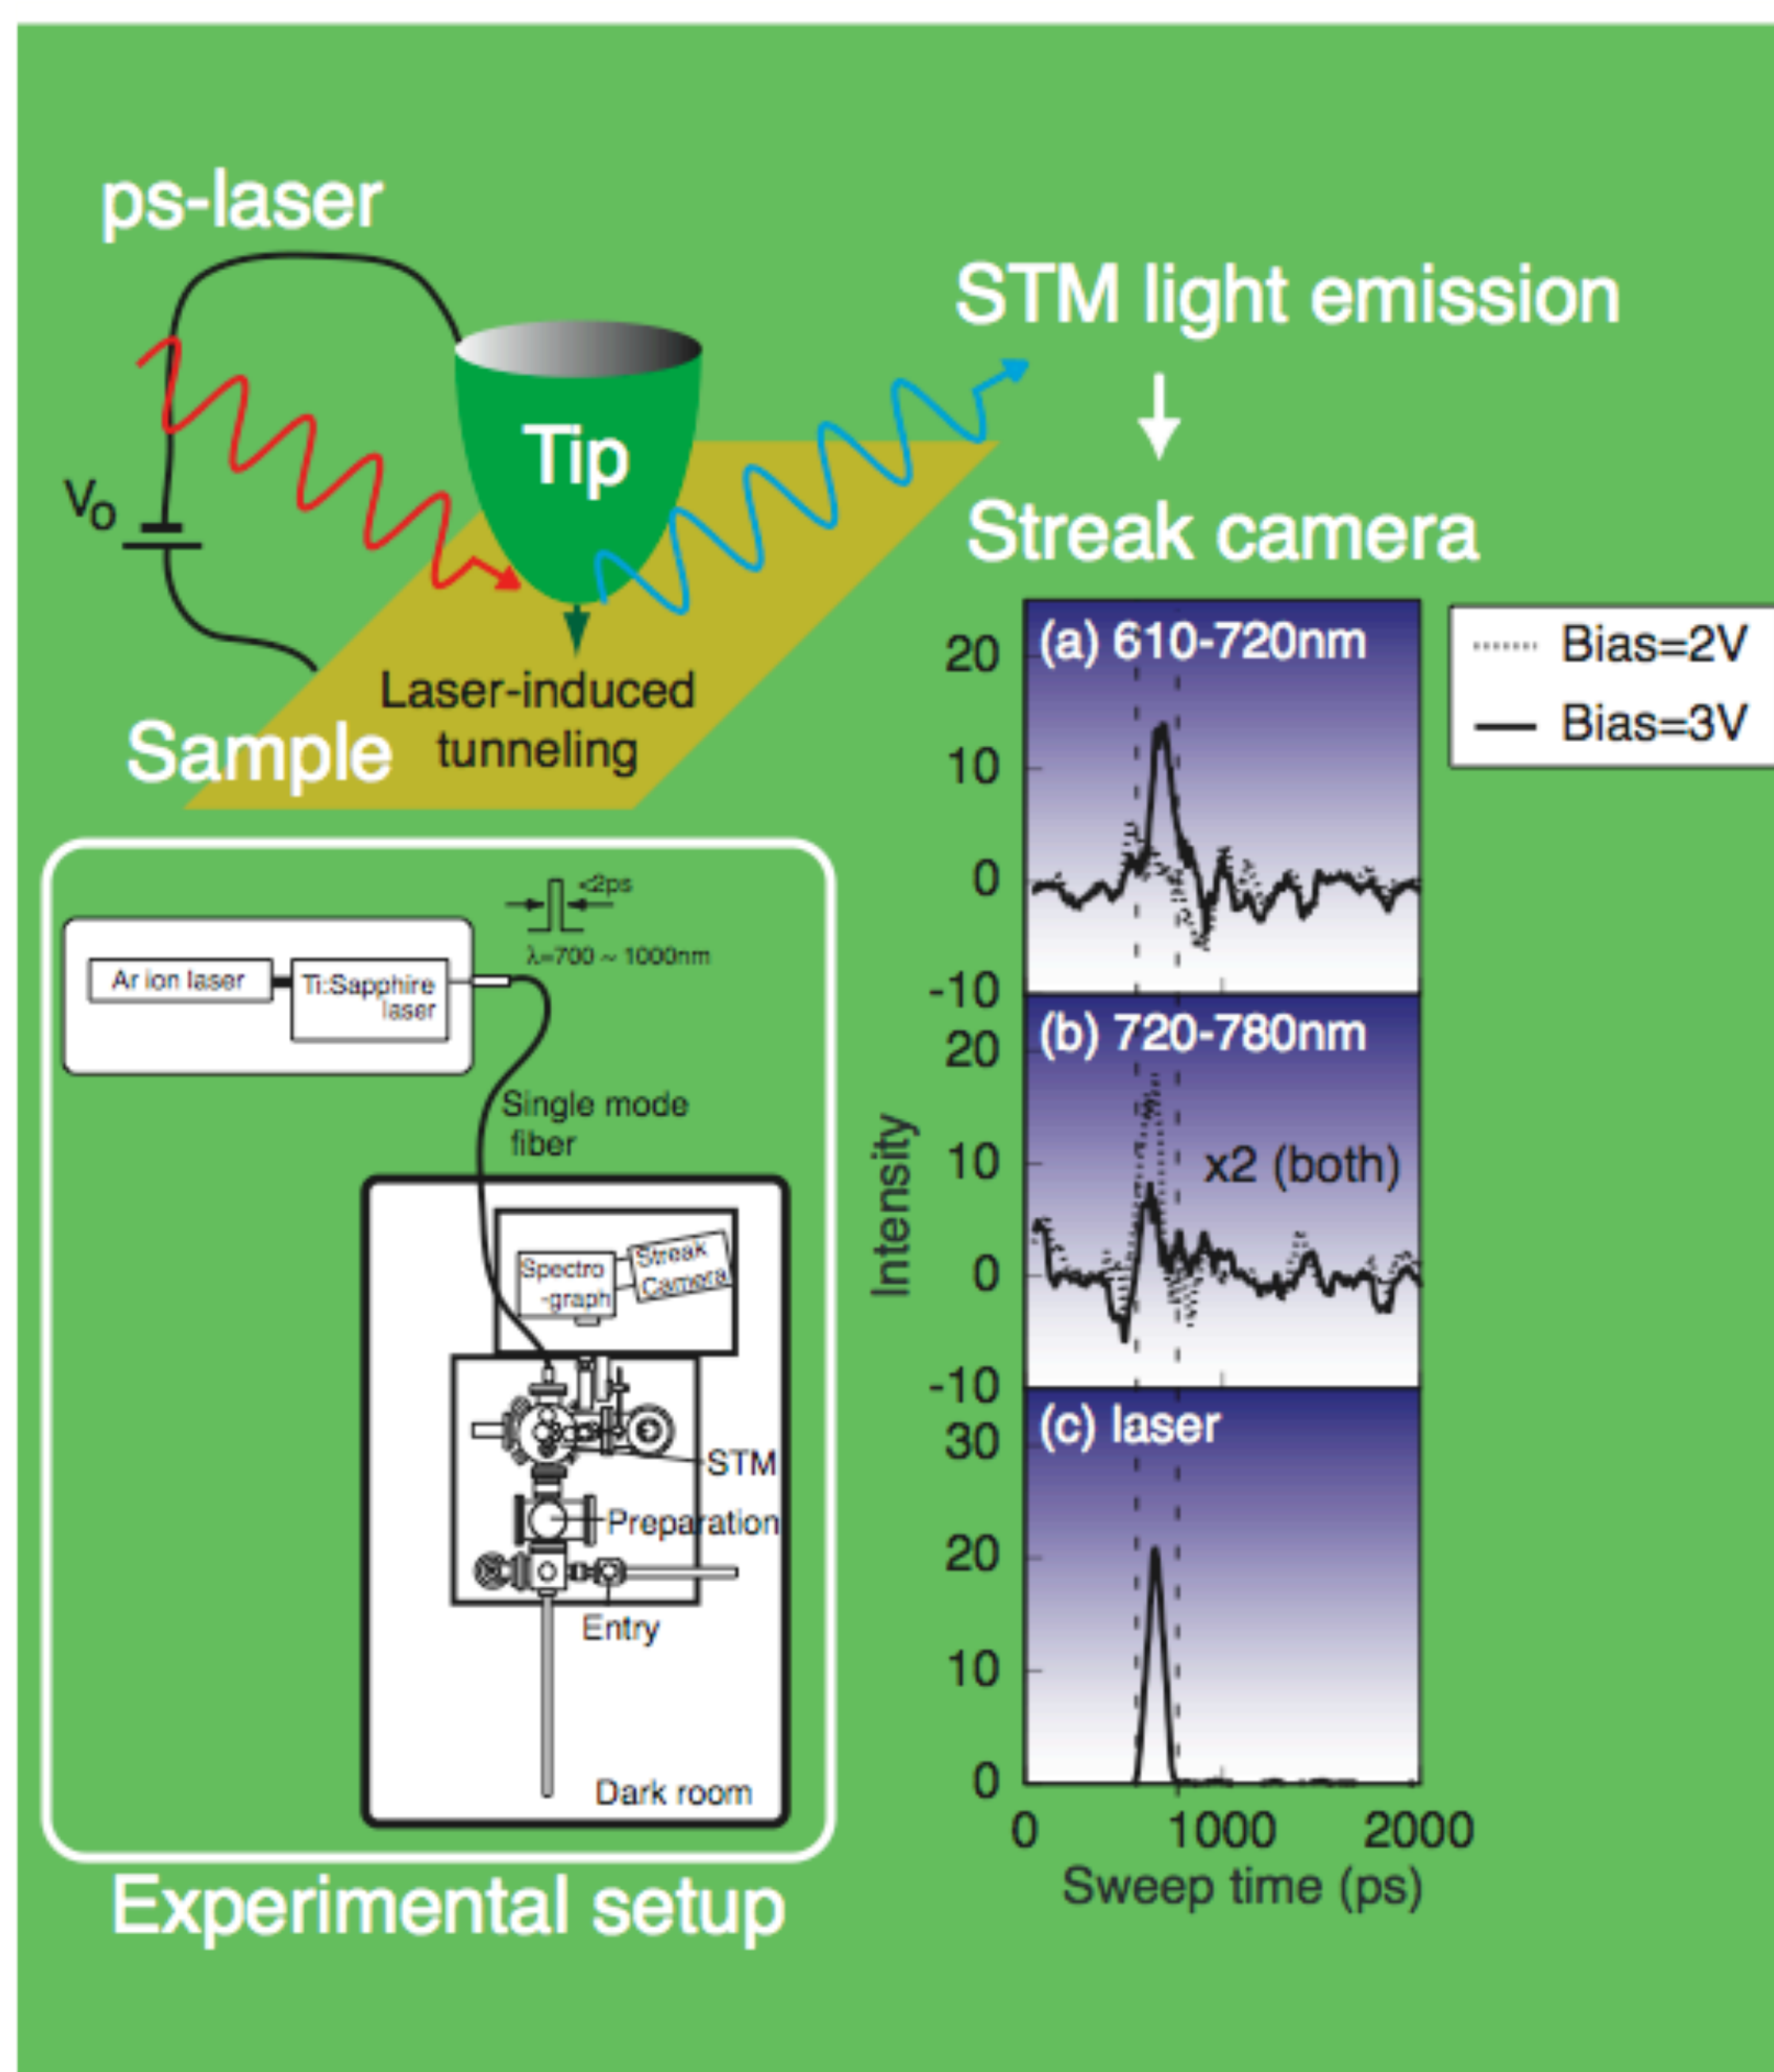 ps-laser
STM light emission
Tip
Vo
Streak camera
Laser-induced
tunneling
Sample
<2ps
λ=700 ~ 1000nm
Ar ion laser
Ti:Sapphire
laser
Single mode
fiber
Spectro
-graph
Streak
Camera
STM
Preparation
Entry
Dark room
Experimental setup
(a) 610-720nm
20
10
0
-10
Bias=2V
Bias=3V
(b) 720-780nm
20
10
0
-10
x2 (both)
Intensity
(c) laser
30
20
10
0
0 1000 2000
Sweep time (ps)